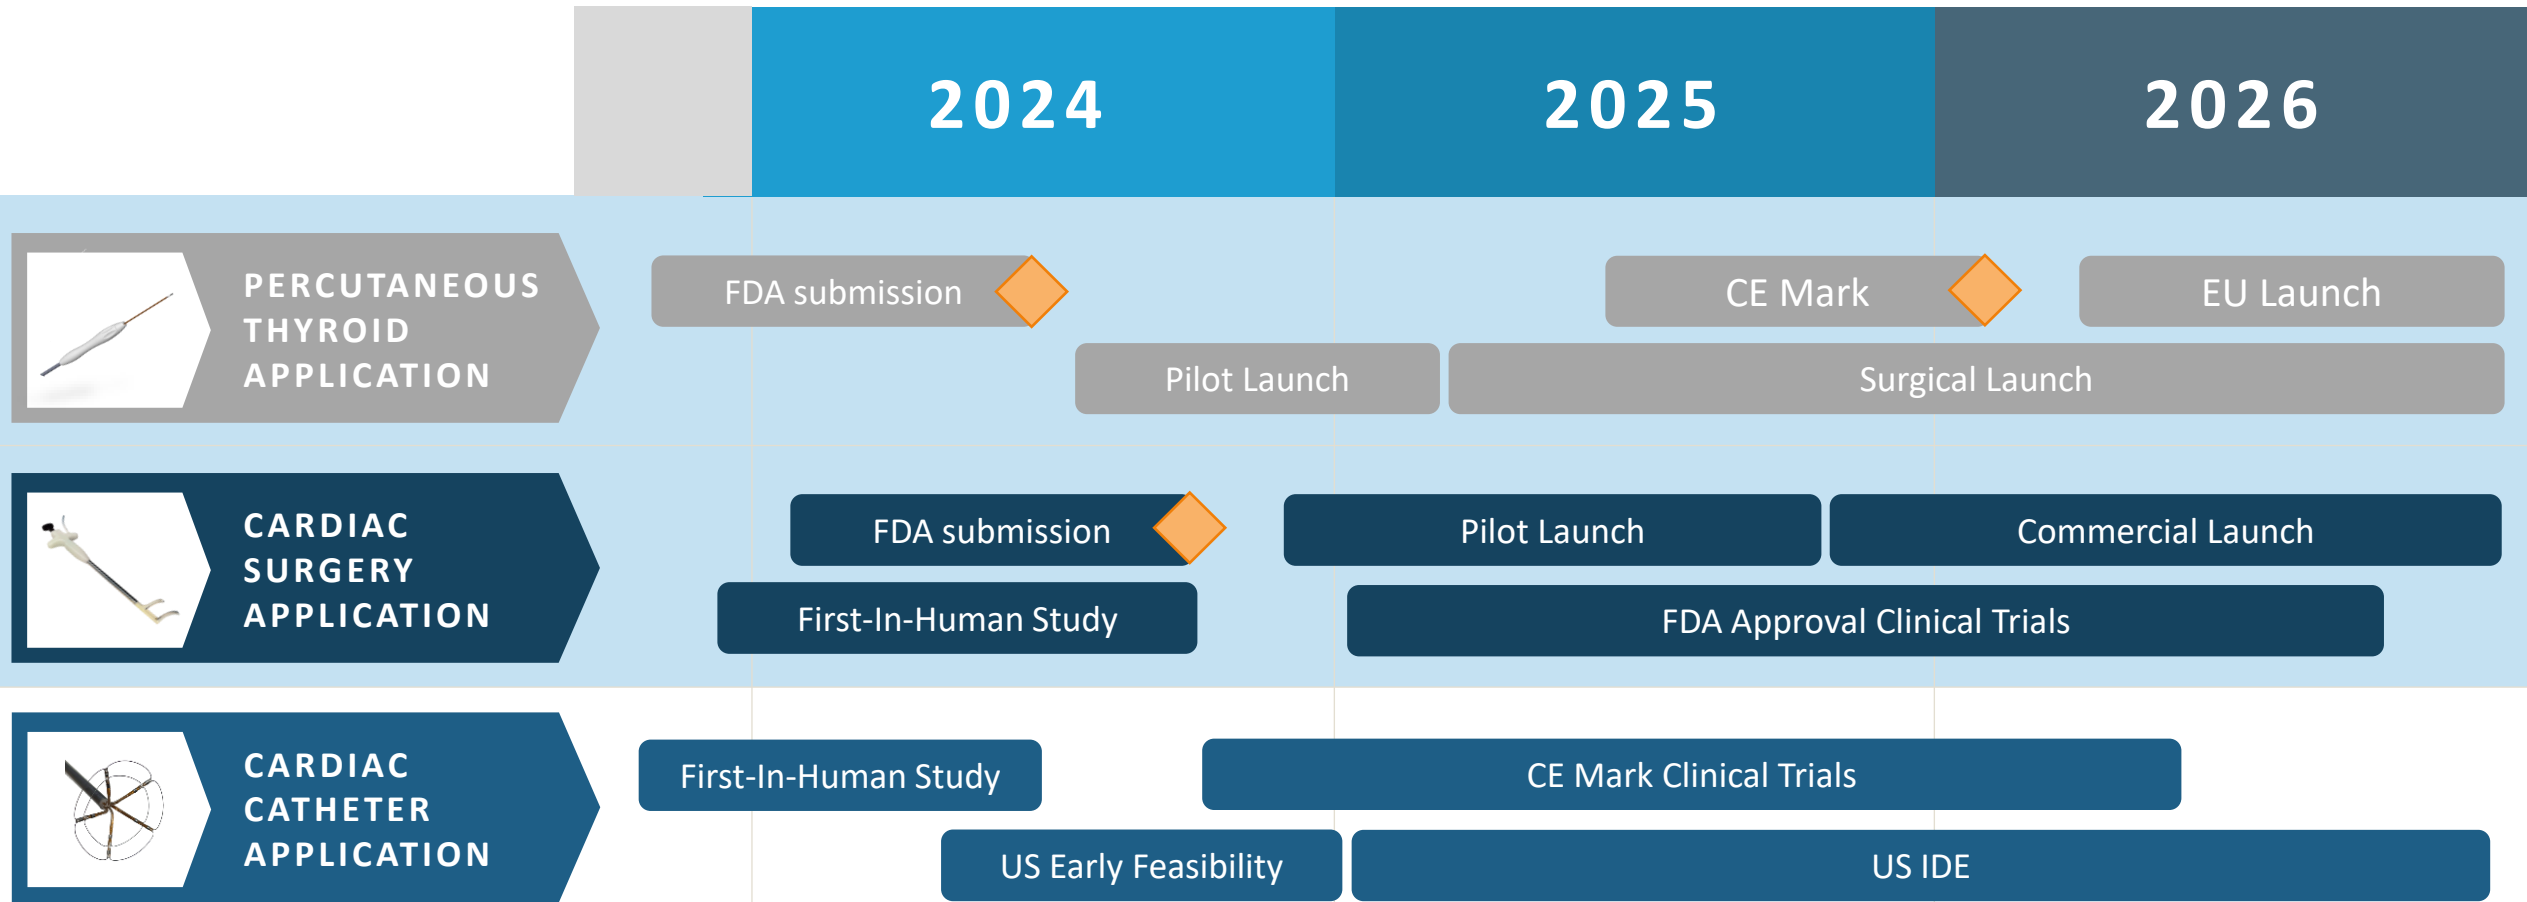 2024
2025
2026
PERCUTANEOUS
THYROID
APPLICATION
FDA submission
CE Mark
EU Launch
Pilot Launch
Surgical Launch
CARDIAC
SURGERY
APPLICATION
FDA submission
Pilot Launch
Commercial Launch
First-In-Human Study
FDA Approval Clinical Trials
CARDIAC
CATHETER
APPLICATION
First-In-Human Study
CE Mark Clinical Trials
US Early Feasibility
US IDE